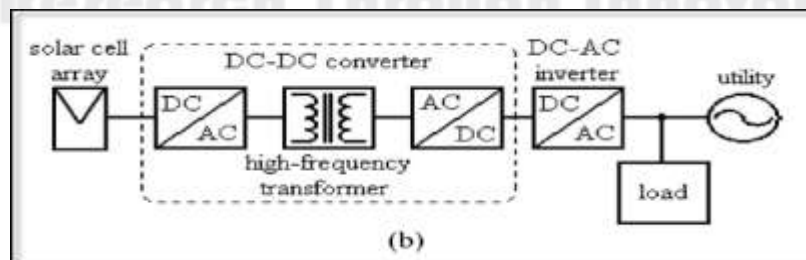 solar cell
array
DC-DC converter
DC-AC
inverter
utility
DC
AC
AC
DC
DC
AC
high-frequency
transformer
load
(b)